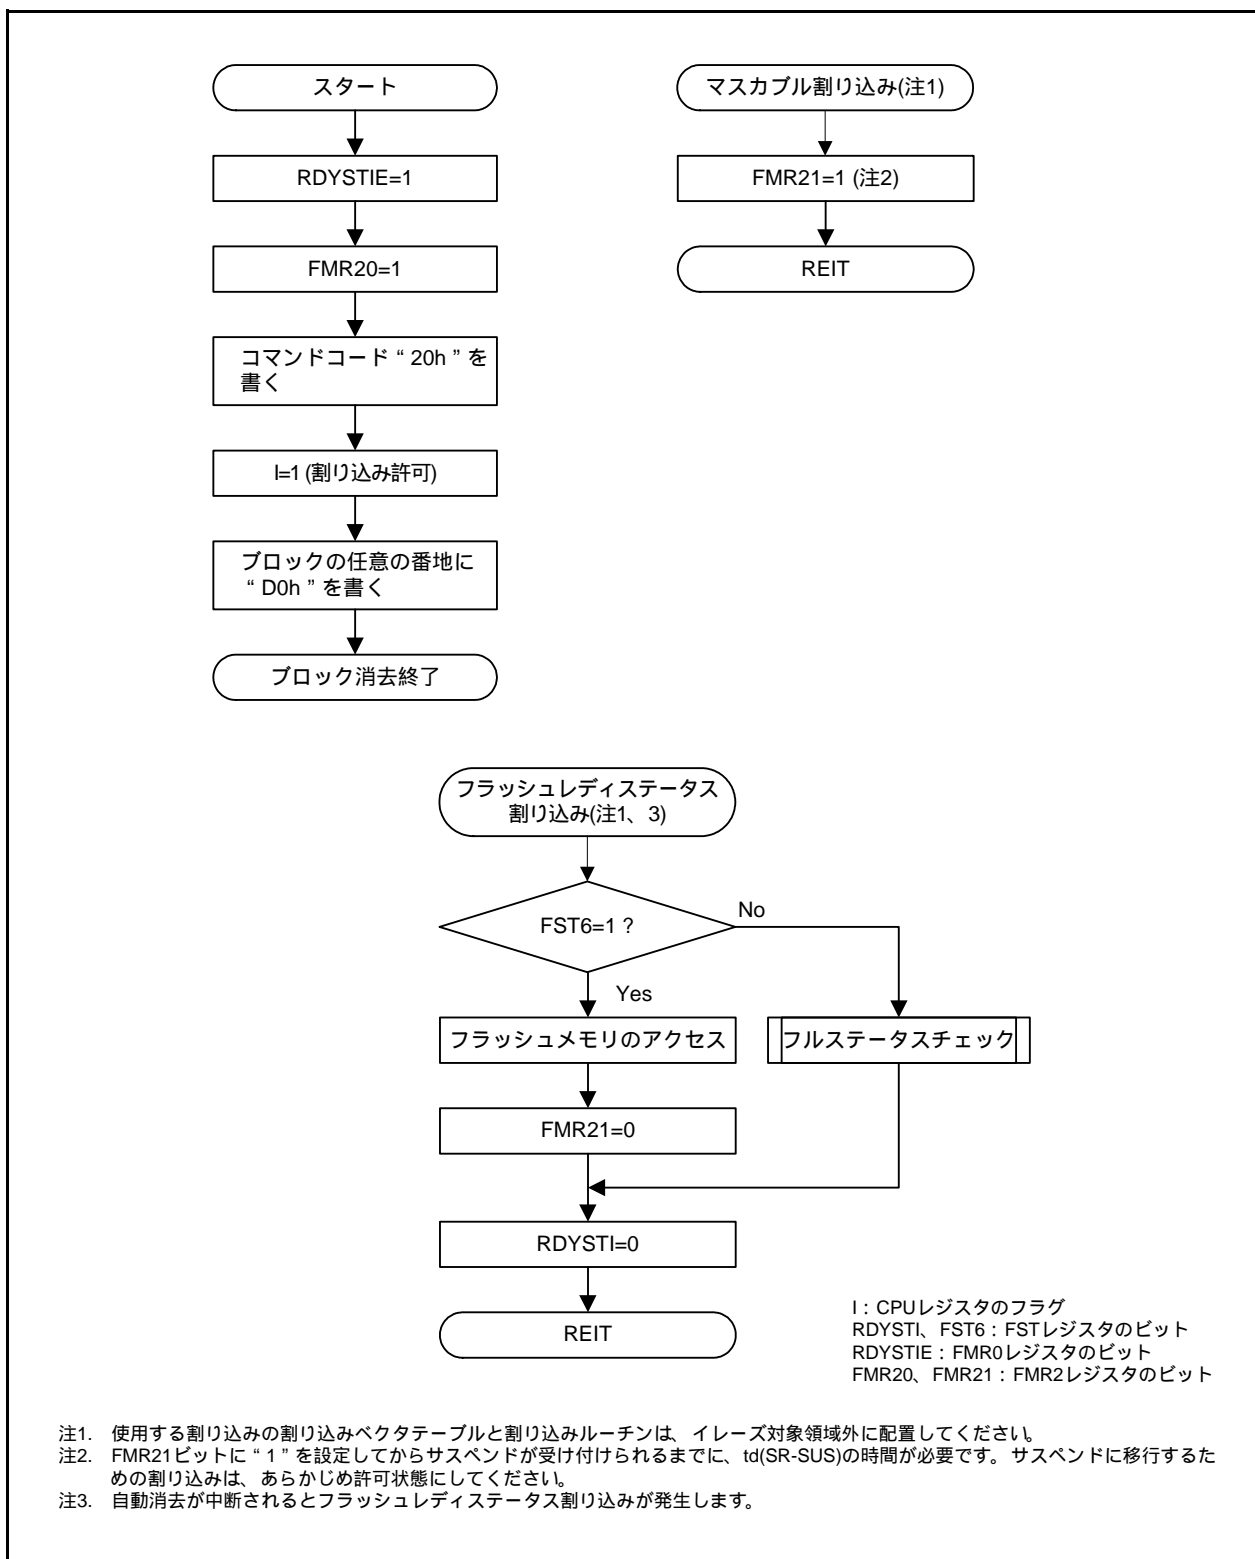 スタート
RDYSTIE=1
FMR20=1
コマンドコード“20h”を
書く
I=1 (割り込み許可)
ブロックの任意の番地に
“D0h”を書く
ブロック消去終了
マスカブル割り込み(注1)
FMR21=1 (注2)
REIT
フラッシュレディステータス
割り込み(注1、3)
FST6=1 ?
No
Yes
フラッシュメモリのアクセス
フルステータスチェック
FMR21=0
RDYSTI=0
REIT
I：CPUレジスタのフラグ
RDYSTI、FST6：FSTレジスタのビット
RDYSTIE：FMR0レジスタのビット
FMR20、FMR21：FMR2レジスタのビット
注1. 使用する割り込みの割り込みベクタテーブルと割り込みルーチンは、イレーズ対象領域外に配置してください。
注2. FMR21ビットに“1”を設定してからサスペンドが受け付けられるまでに、td(SR-SUS)の時間が必要です。サスペンドに移行するた
めの割り込みは、あらかじめ許可状態にしてください。
注3. 自動消去が中断されるとフラッシュレディステータス割り込みが発生します。